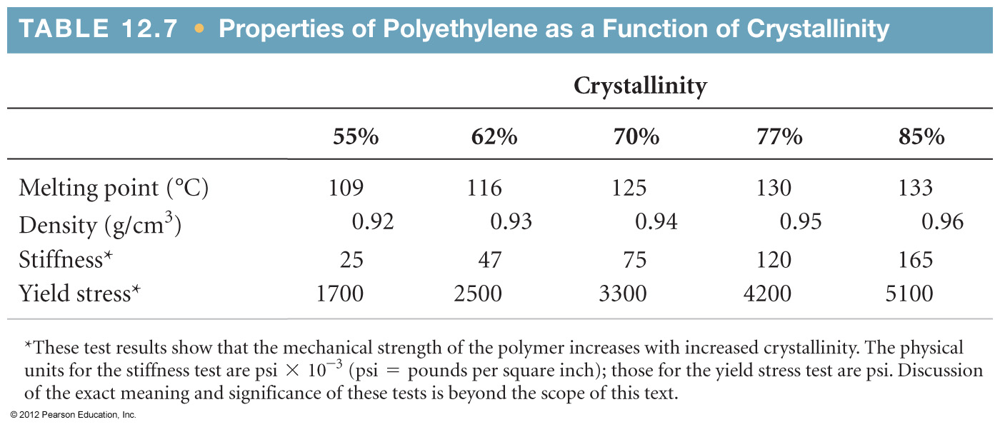 TABLE 12.7 • Properties of Polyethylene as a Function of Crystallinity
Crystallinity
55% 62% 70% 77% 85%
Melting point (°C) 109 116 125 130 133
Density (g/cm³) 0.92 0.93 0.94 0.95 0.96
Stiffness* 25 47 75 120 165
Yield stress* 1700 2500 3300 4200 5100
*These test results show that the mechanical strength of the polymer increases with increased crystallinity. The physical
units for the stiffness test are psi × 10⁻³ (psi = pounds per square inch); those for the yield stress test are psi. Discussion
of the exact meaning and significance of these tests is beyond the scope of this text.
© 2012 Pearson Education, Inc.